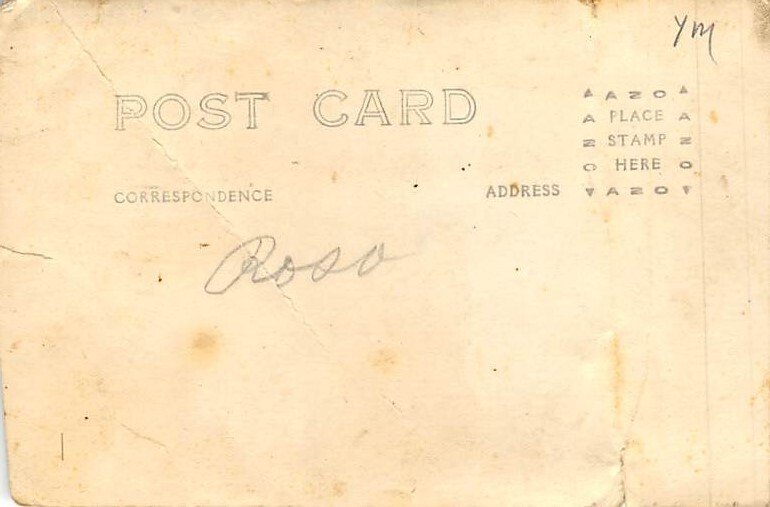 Ym
POST CARD
▲ AZO ▲
A PLACE A
Z STAMP Z
O HERE O
▼ AZO ▼
CORRESPONDENCE
ADDRESS
Roso